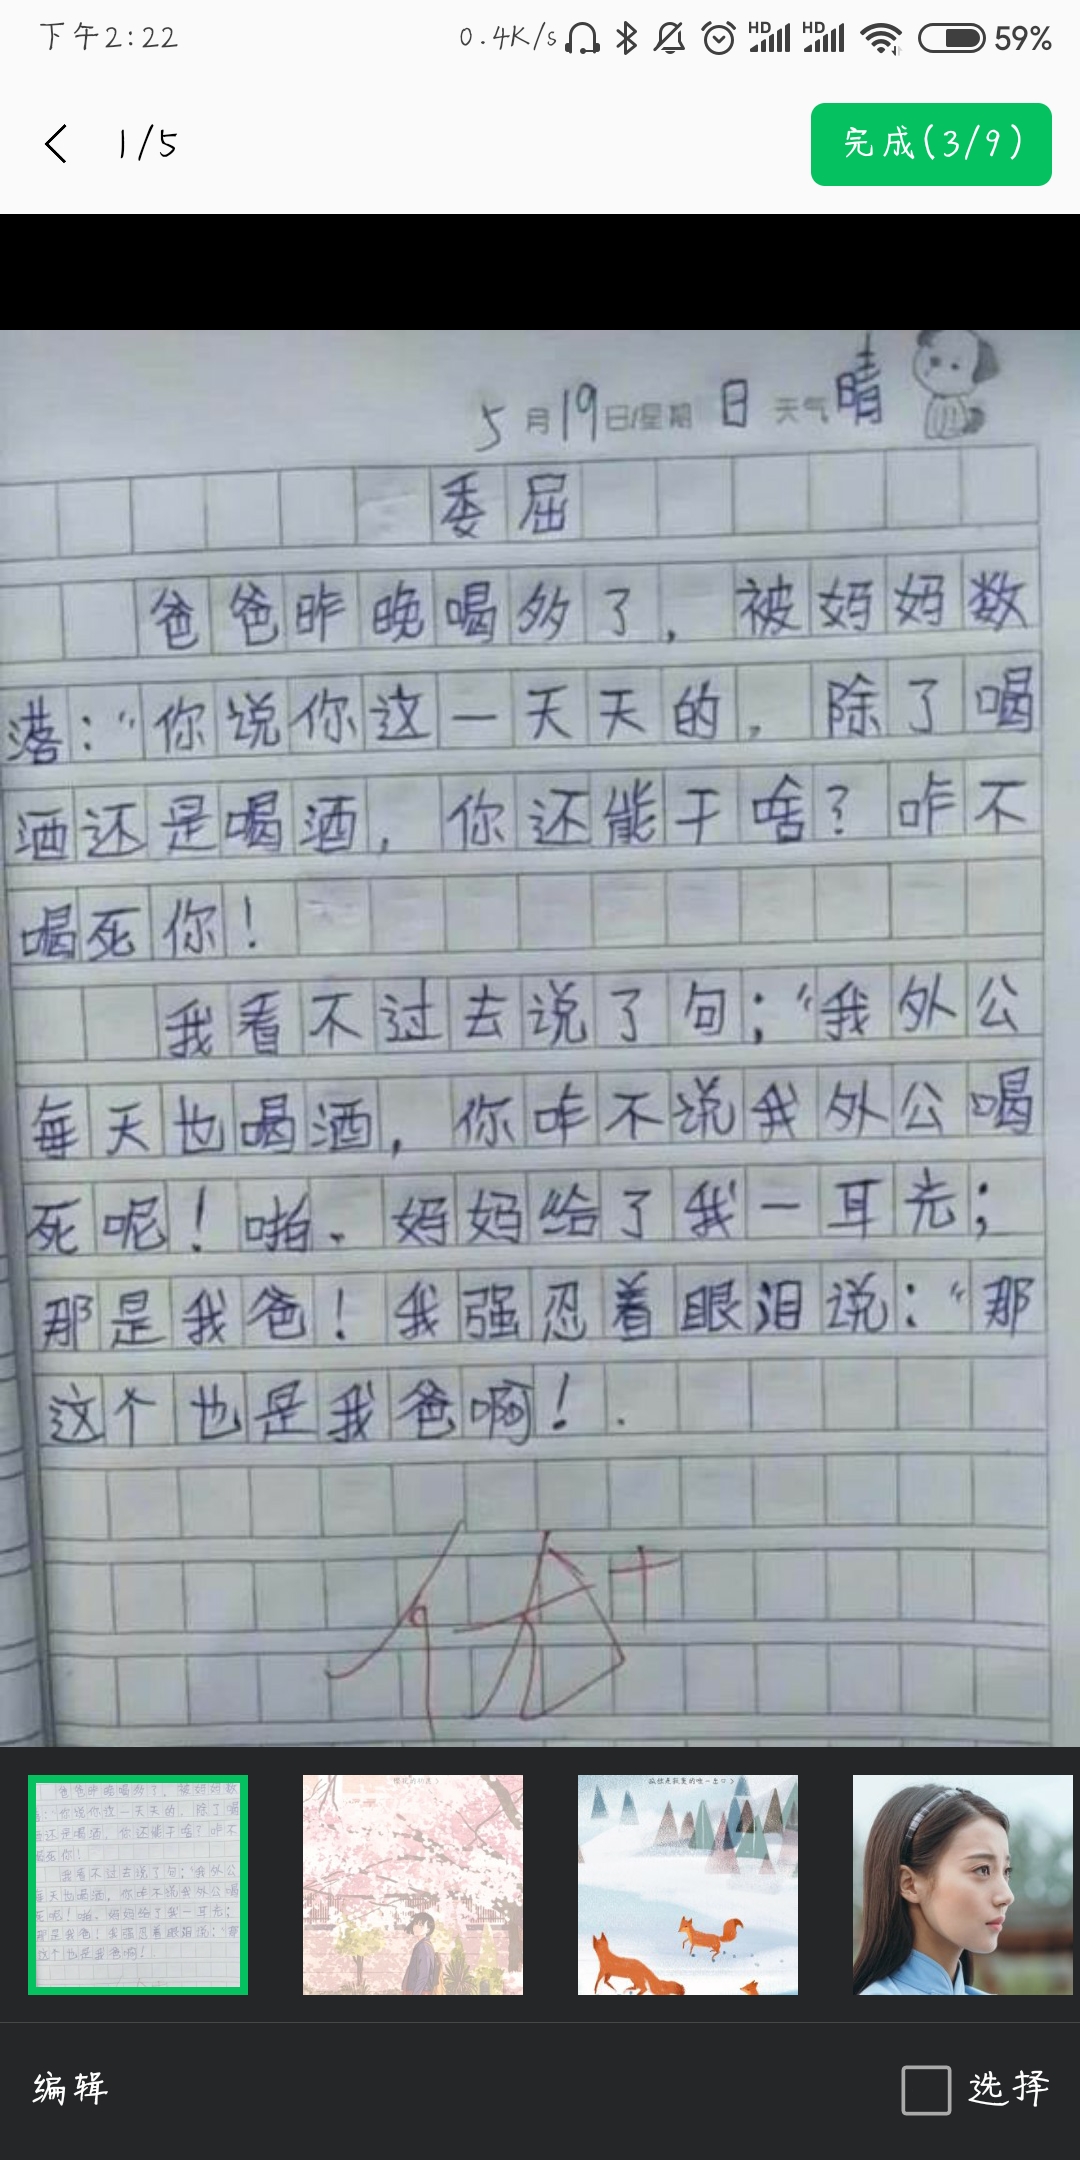 下午2:22
0.4K/s
HD
HD
59%
1/5
完成(3/9)
5月19日/星期 日 天气 晴
委屈
爸爸昨晚喝多了，被妈妈数
落：“你说你这一天天的，除了喝
酒还是喝酒，你还能干啥？咋不
喝死你！
我看不过去说了句；“我外公
每天也喝酒，你咋不说我外公喝
死呢！啪、妈妈给了我一耳光；
那是我爸！我强忍着眼泪说：“那
这个也是我爸啊！.
优+
编辑
选择